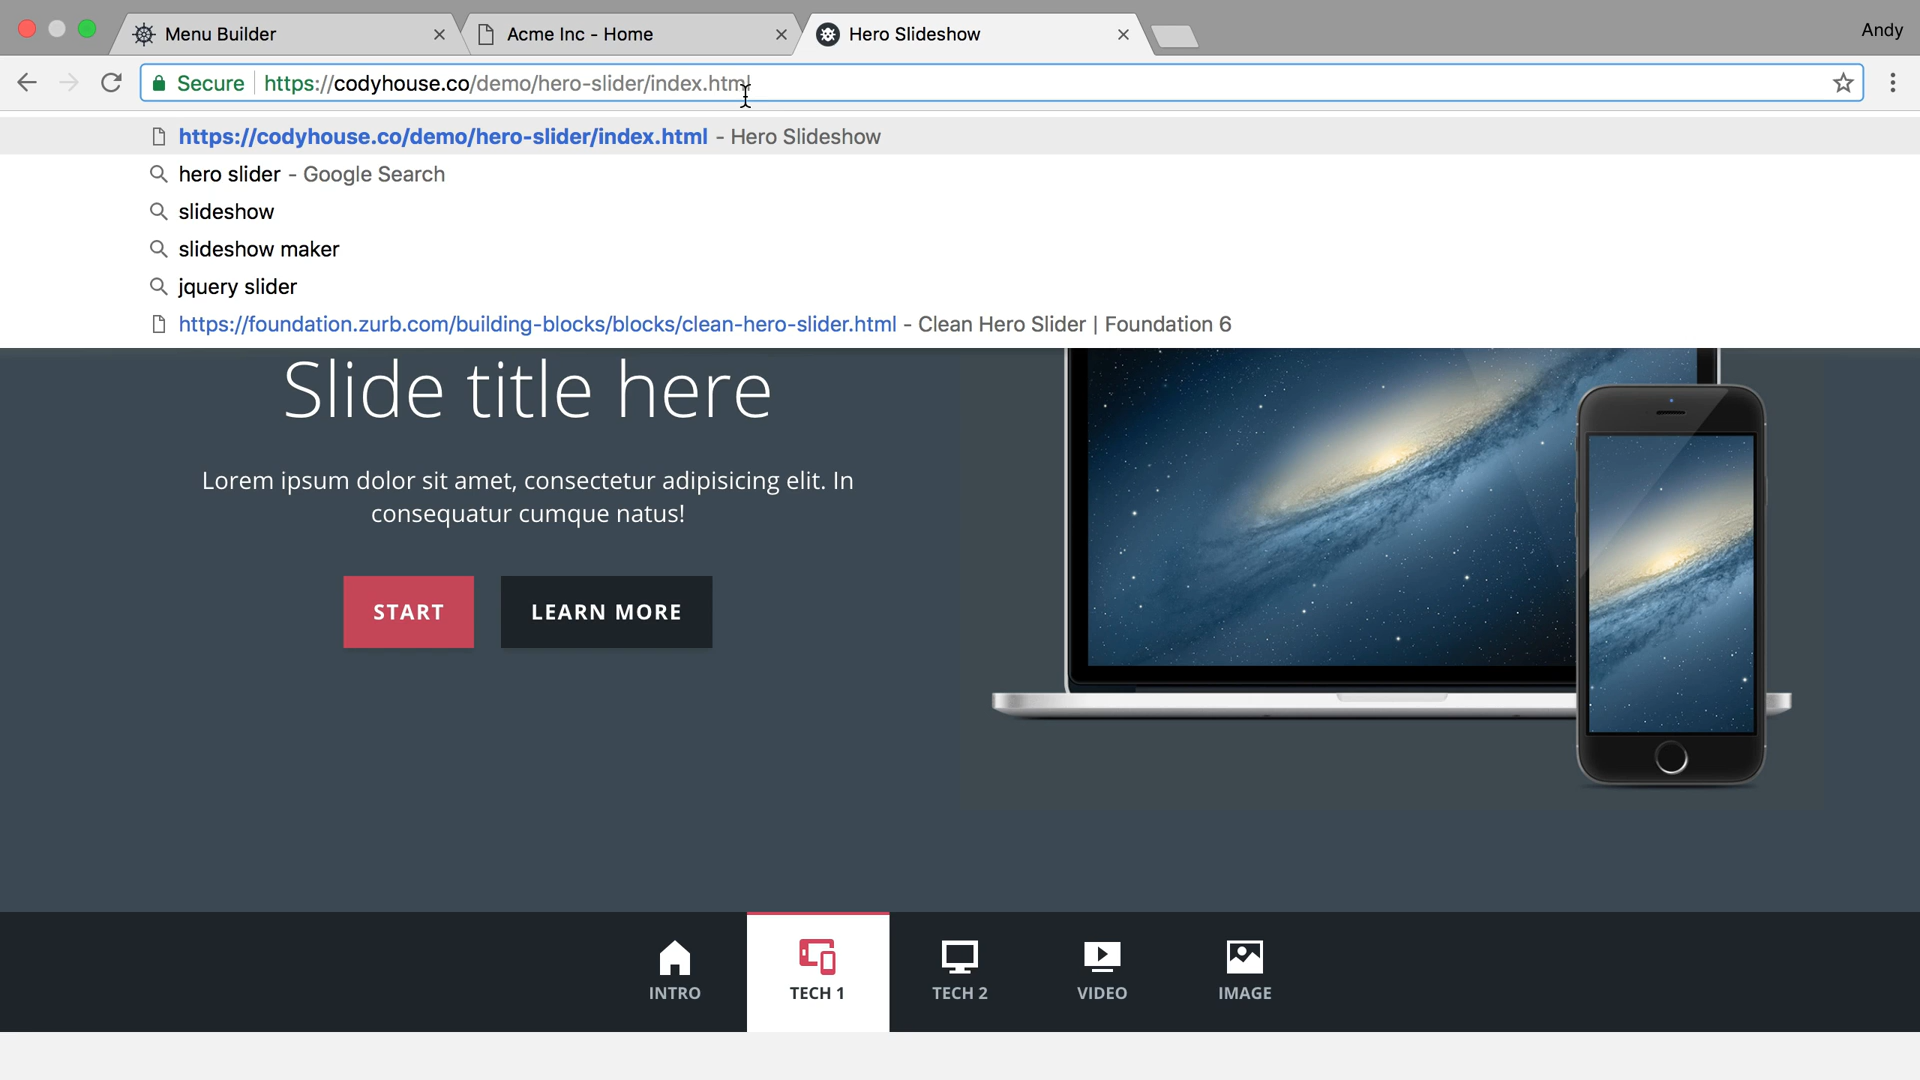 Menu Builder
Acme Inc - Home
Hero Slideshow
Andy
Secure https://codyhouse.co/demo/hero-slider/index.html
https://codyhouse.co/demo/hero-slider/index.html - Hero Slideshow
hero slider - Google Search
slideshow
slideshow maker
jquery slider
https://foundation.zurb.com/building-blocks/blocks/clean-hero-slider.html - Clean Hero Slider | Foundation 6
Slide title here
Lorem ipsum dolor sit amet, consectetur adipisicing elit. In
consequatur cumque natus!
START
LEARN MORE
INTRO
TECH 1
TECH 2
VIDEO
IMAGE